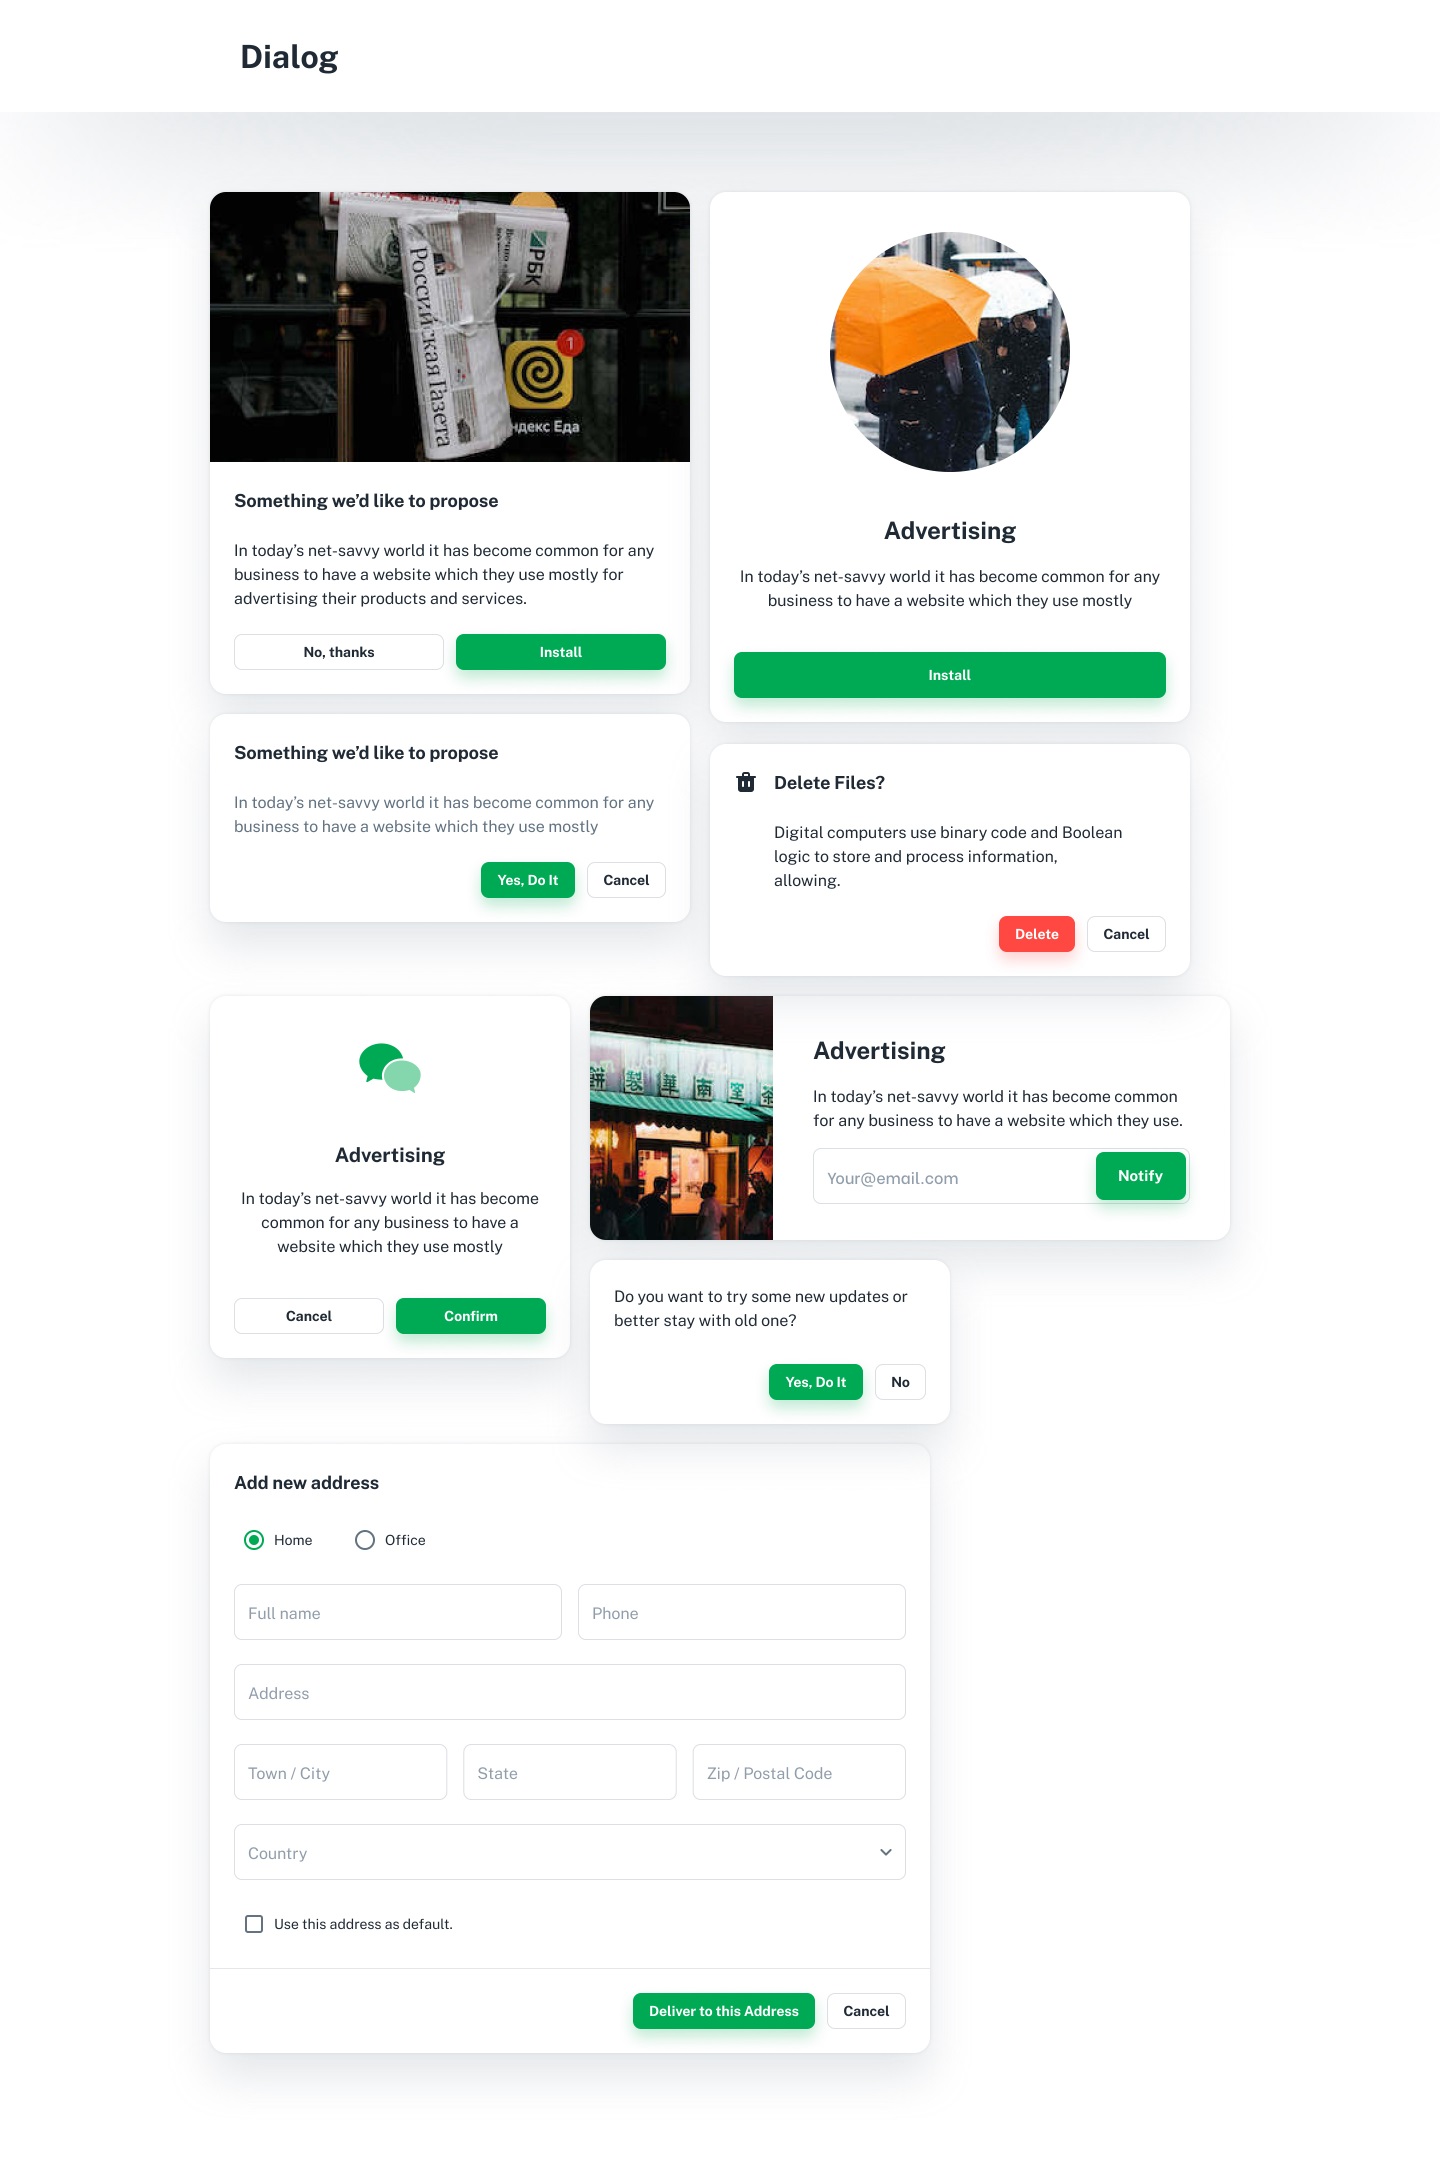 Dialog
РБК
Российская Газета
1
ндекс Еда
Something we’d like to propose
In today’s net-savvy world it has become common for any
business to have a website which they use mostly for
advertising their products and services.
No, thanks
Install
Advertising
In today’s net-savvy world it has become common for any
business to have a website which they use mostly
Install
Something we’d like to propose
In today’s net-savvy world it has become common for any
business to have a website which they use mostly
Yes, Do It
Cancel
Delete Files?
Digital computers use binary code and Boolean
logic to store and process information,
allowing.
Delete
Cancel
Advertising
In today’s net-savvy world it has become
common for any business to have a
website which they use mostly
Cancel
Confirm
餅製華南室茶
Advertising
In today’s net-savvy world it has become common
for any business to have a website which they use.
Your@email.com
Notify
Do you want to try some new updates or
better stay with old one?
Yes, Do It
No
Add new address
Home
Office
Full name
Phone
Address
Town / City
State
Zip / Postal Code
Country
Use this address as default.
Deliver to this Address
Cancel